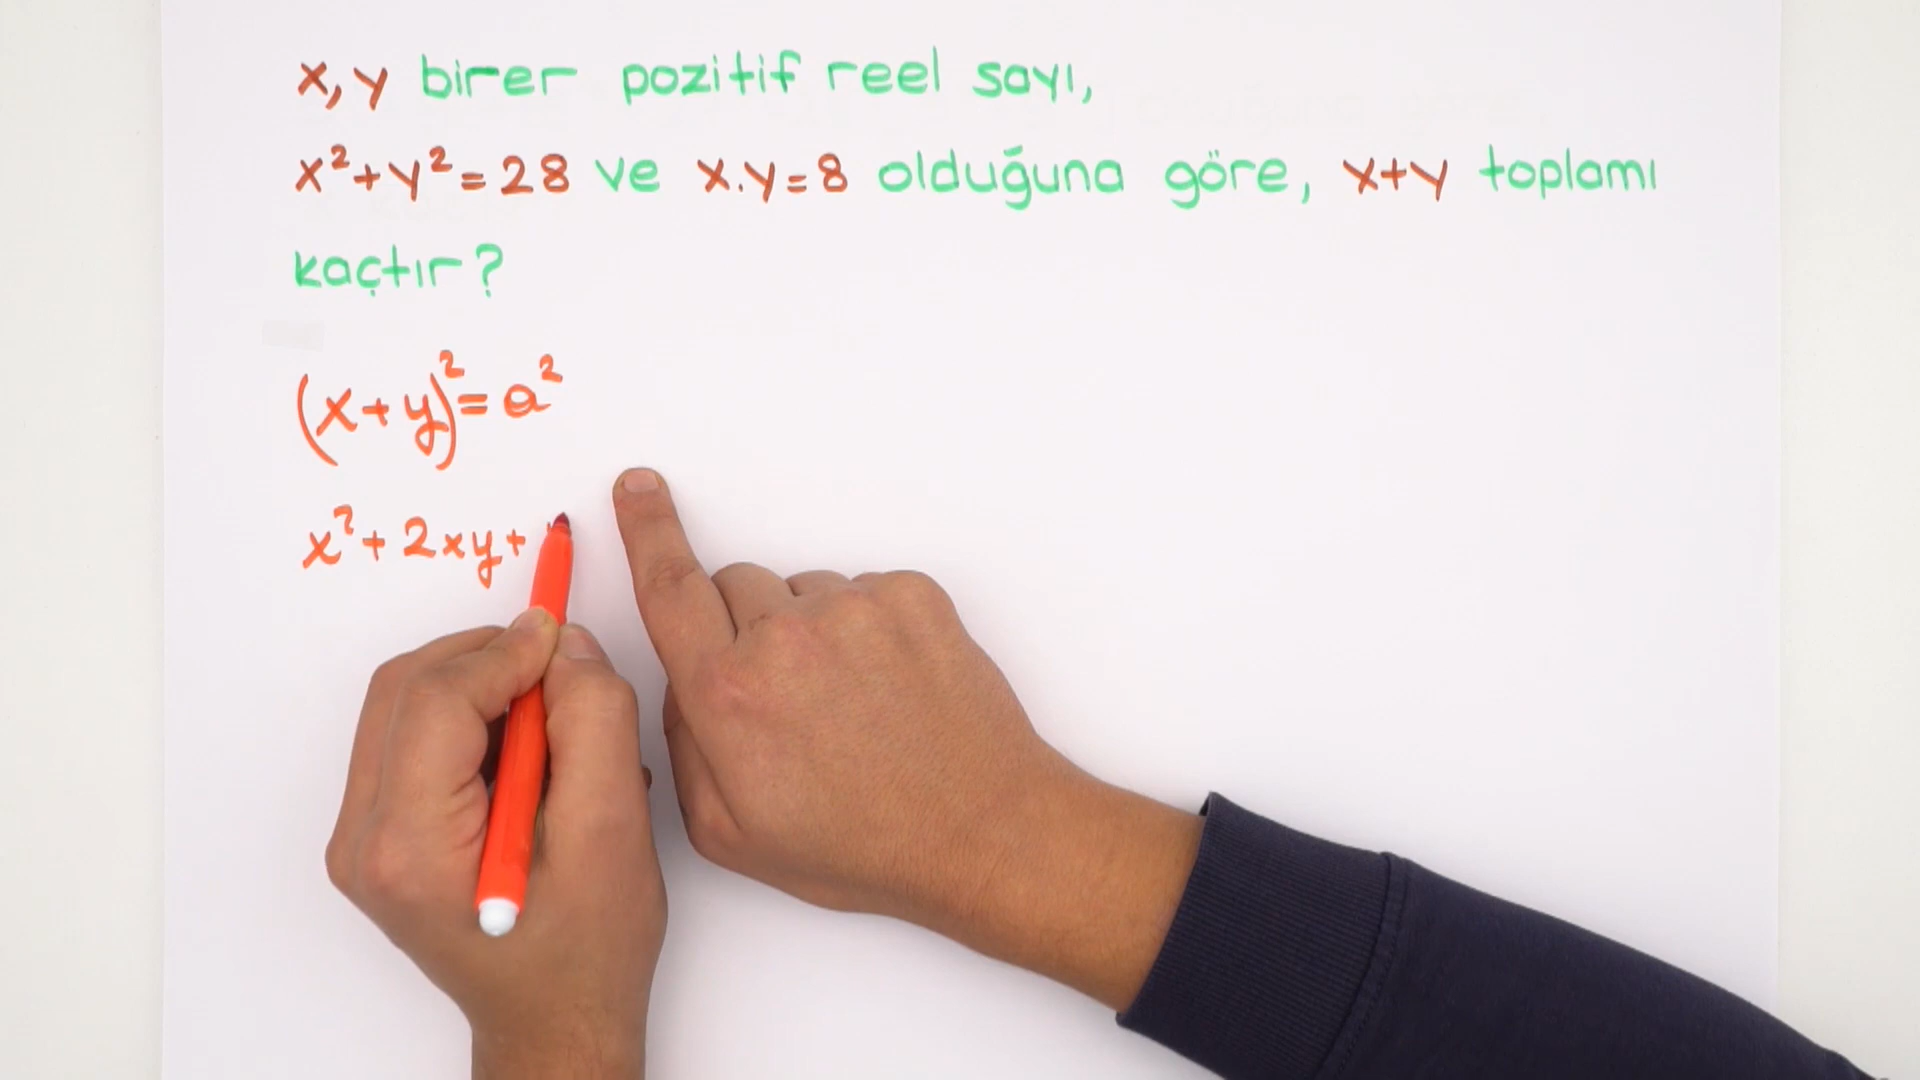 x, y birer pozitif reel sayı,
x²+y²=28 ve x.y=8 olduğuna göre, x+y toplamı
kaçtır?
(x+y)²=a²
x²+2xy+